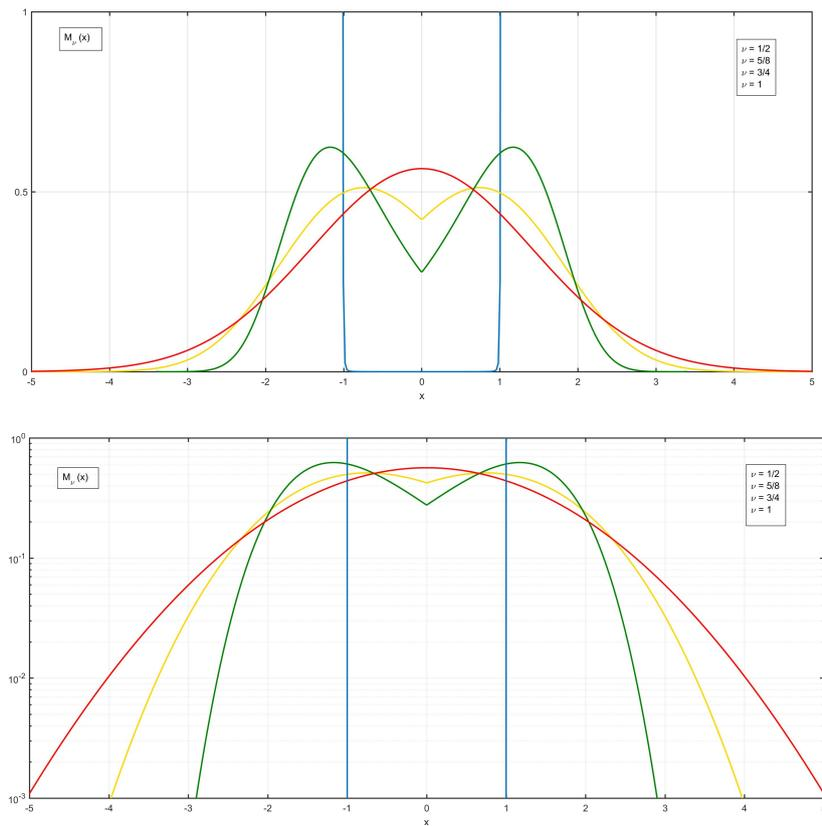 M_ν (x)
ν = 1/2
ν = 5/8
ν = 3/4
ν = 1
1
0.5
0
-5 -4 -3 -2 -1 0 1 2 3 4 5
x
10^0
M_ν (x)
ν = 1/2
ν = 5/8
ν = 3/4
ν = 1
10^-1
10^-2
10^-3
-5 -4 -3 -2 -1 0 1 2 3 4
x